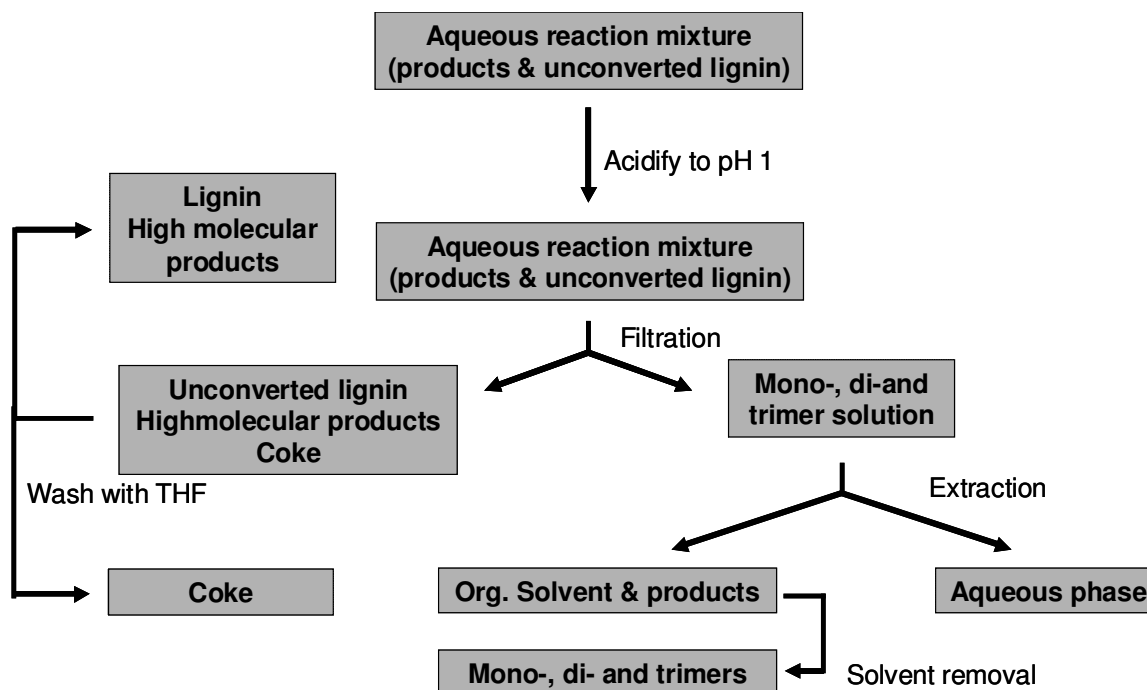 Aqueous reaction mixture
(products & unconverted lignin)
Acidify to pH 1
Lignin
High molecular
products
Aqueous reaction mixture
(products & unconverted lignin)
Filtration
Unconverted lignin
Highmolecular products
Coke
Mono-, di-and
trimer solution
Wash with THF
Extraction
Coke
Org. Solvent & products
Aqueous phase
Mono-, di- and trimers
Solvent removal